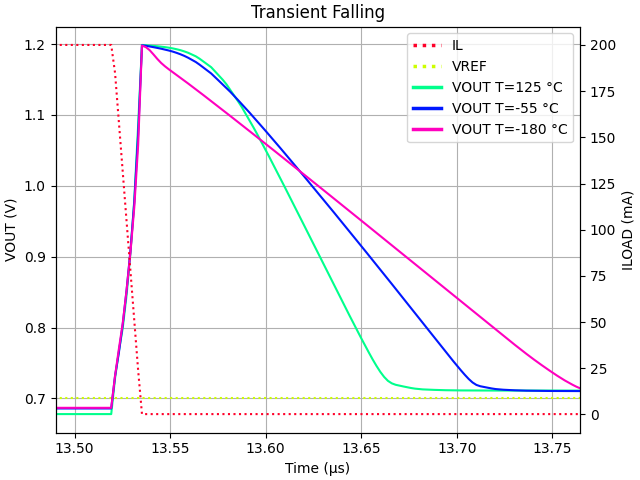 Transient Falling
IL
VREF
VOUT T=125 °C
VOUT T=-55 °C
VOUT T=-180 °C
VOUT (V)
1.2
1.1
1.0
0.9
0.8
0.7
200
175
150
125
100
75
50
25
0
ILOAD (mA)
13.50 13.55 13.60 13.65 13.70 13.75
Time (µs)